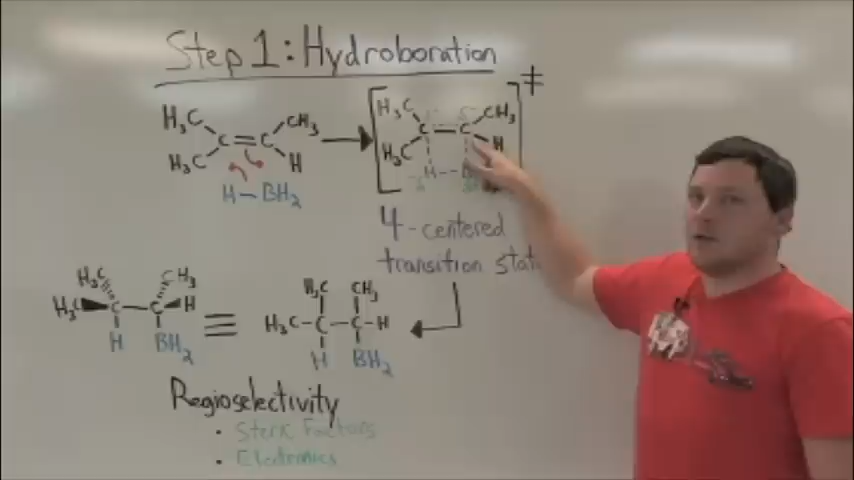 Step 1: Hydroboration
H₃C
CH₃
C=C
H₃C
H
H-BH₂
H₃C
CH₃
C-C
H₃C
H
H
‡
4-centered
transition stat
H₃C
CH₃
H₃C
C-C
H
H
BH₂
≡
H₃C
CH₃
H₃C-C-C-H
H
BH₂
Regioselectivity
• Steric Factors
• Electronics